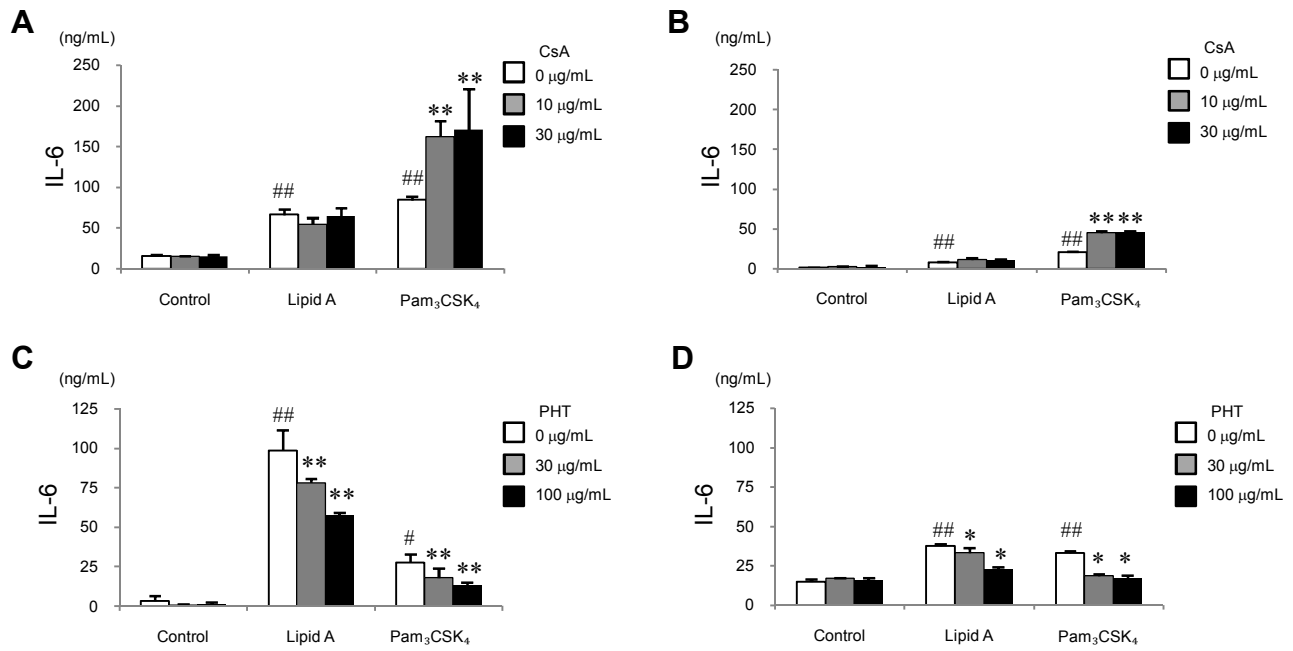 A
(ng/mL)
IL-6
250
200
150
100
50
0
##
##
**
**
Control
Lipid A
Pam₃CSK₄
CsA
0 μg/mL
10 μg/mL
30 μg/mL
B
(ng/mL)
IL-6
250
200
150
100
50
0
##
##
**
**
Control
Lipid A
Pam₃CSK₄
CsA
0 μg/mL
10 μg/mL
30 μg/mL
C
(ng/mL)
IL-6
125
100
75
50
25
0
##
**
**
#
**
**
Control
Lipid A
Pam₃CSK₄
PHT
0 μg/mL
30 μg/mL
100 μg/mL
D
(ng/mL)
IL-6
125
100
75
50
25
0
##
*
*
##
*
*
Control
Lipid A
Pam₃CSK₄
PHT
0 μg/mL
30 μg/mL
100 μg/mL